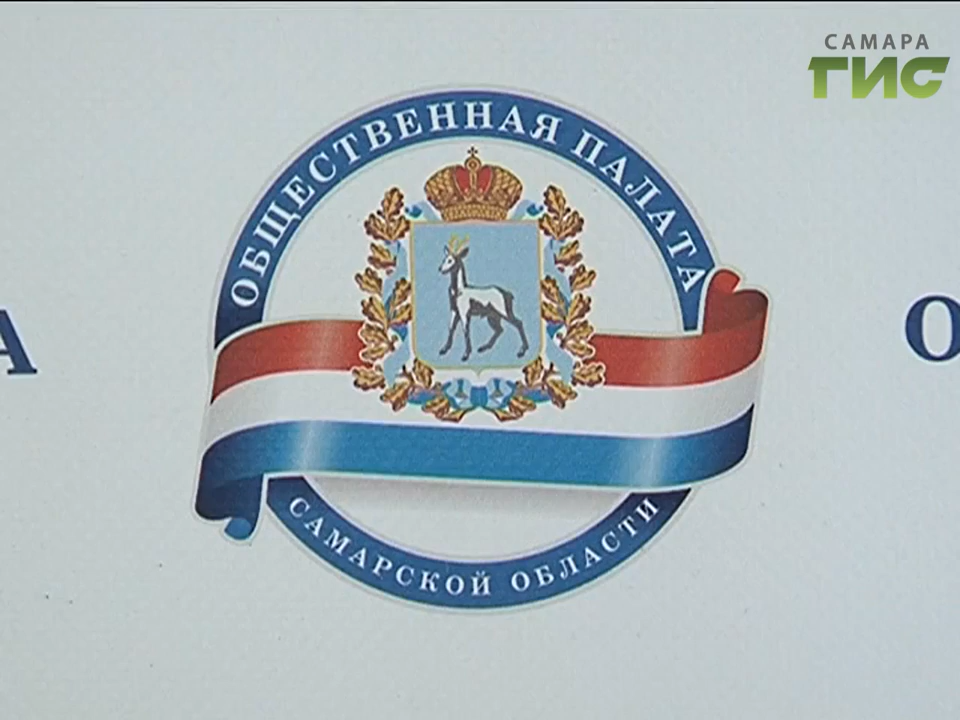 САМАРА
ГИС
ОБЩЕСТВЕННАЯ ПАЛАТА
А
О
САМАРСКОЙ ОБЛАСТИ